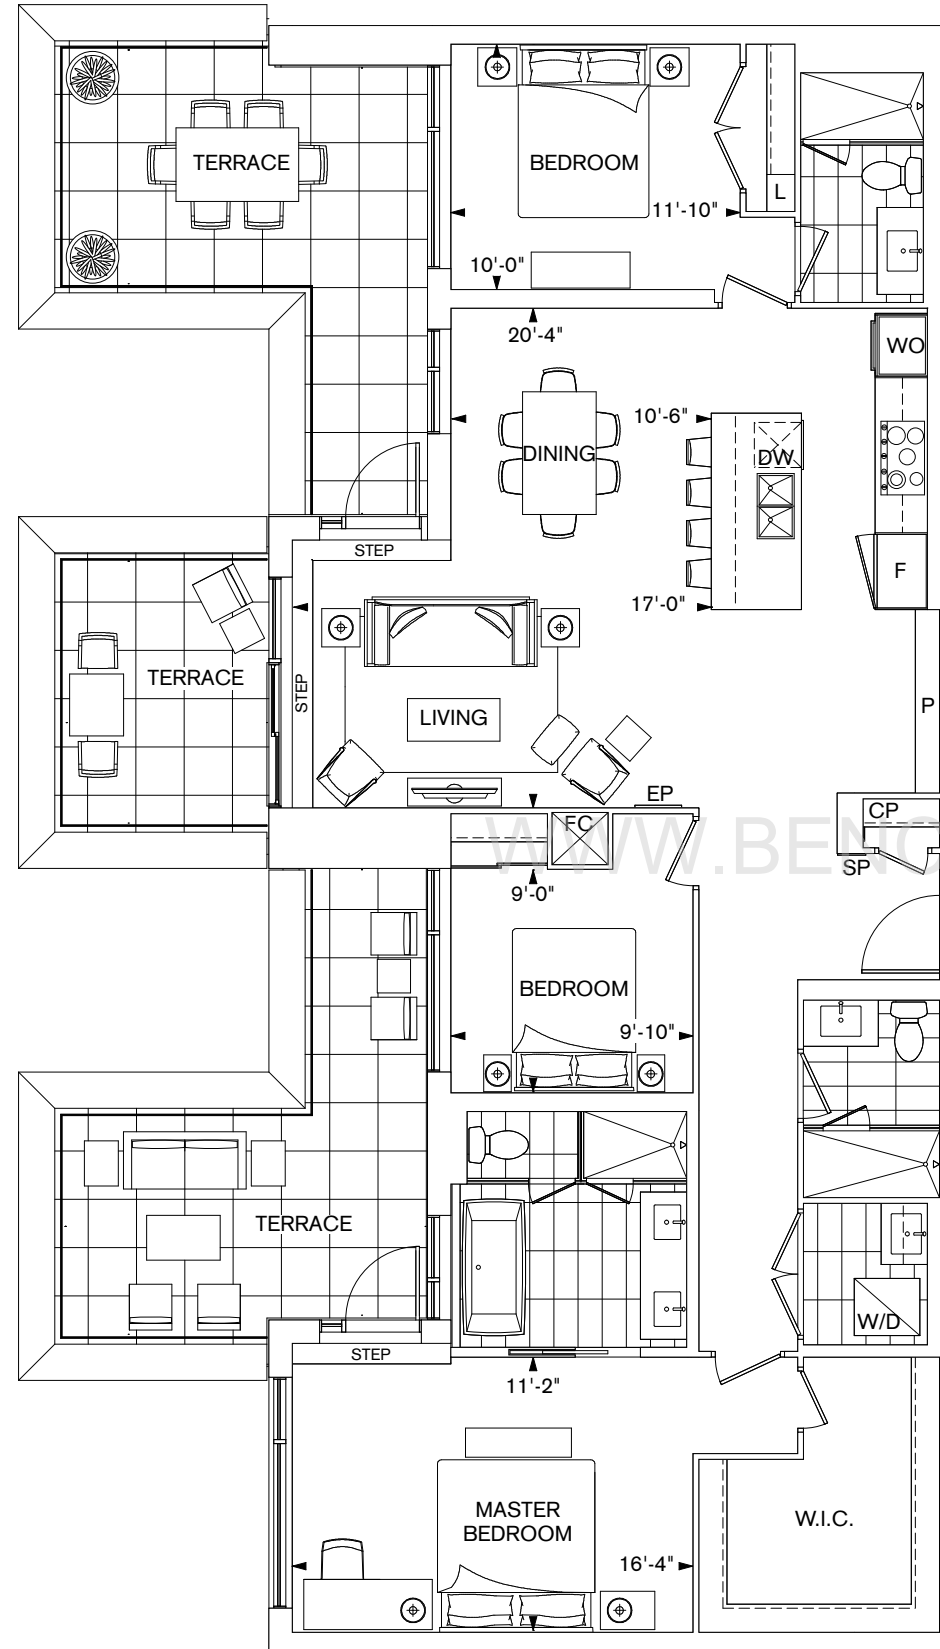 TERRACE
BEDROOM
11'-10"
L
10'-0"
20'-4"
WO
10'-6"
DINING
DW
STEP
F
17'-0"
TERRACE
STEP
LIVING
P
EP
CP
FC
WWW.BENC
SP
9'-0"
BEDROOM
9'-10"
TERRACE
W/D
STEP
11'-2"
MASTER
BEDROOM
W.I.C.
16'-4"